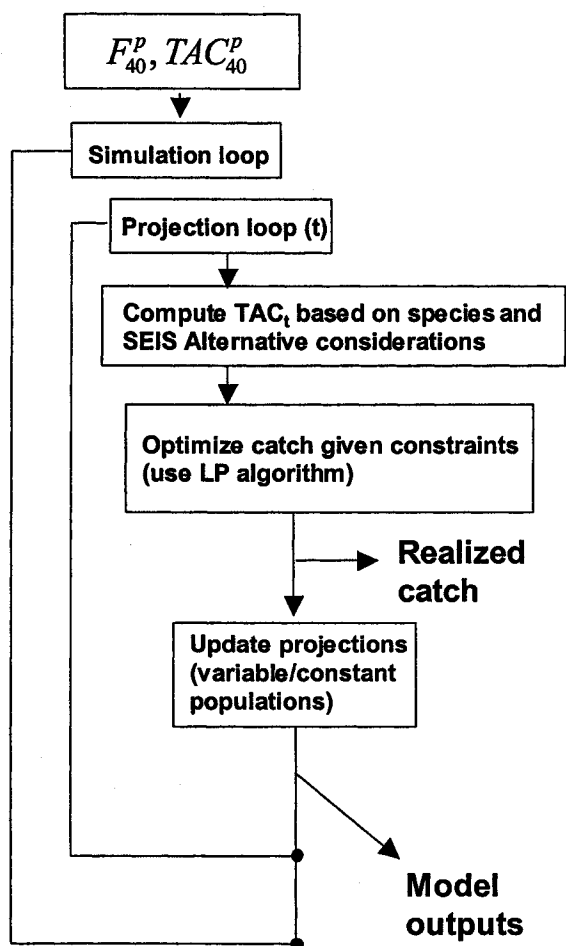 F^p_40, TAC^p_40
Simulation loop
Projection loop (t)
Compute TAC_t based on species and
SEIS Alternative considerations
Optimize catch given constraints
(use LP algorithm)
Realized
catch
Update projections
(variable/constant
populations)
Model
outputs